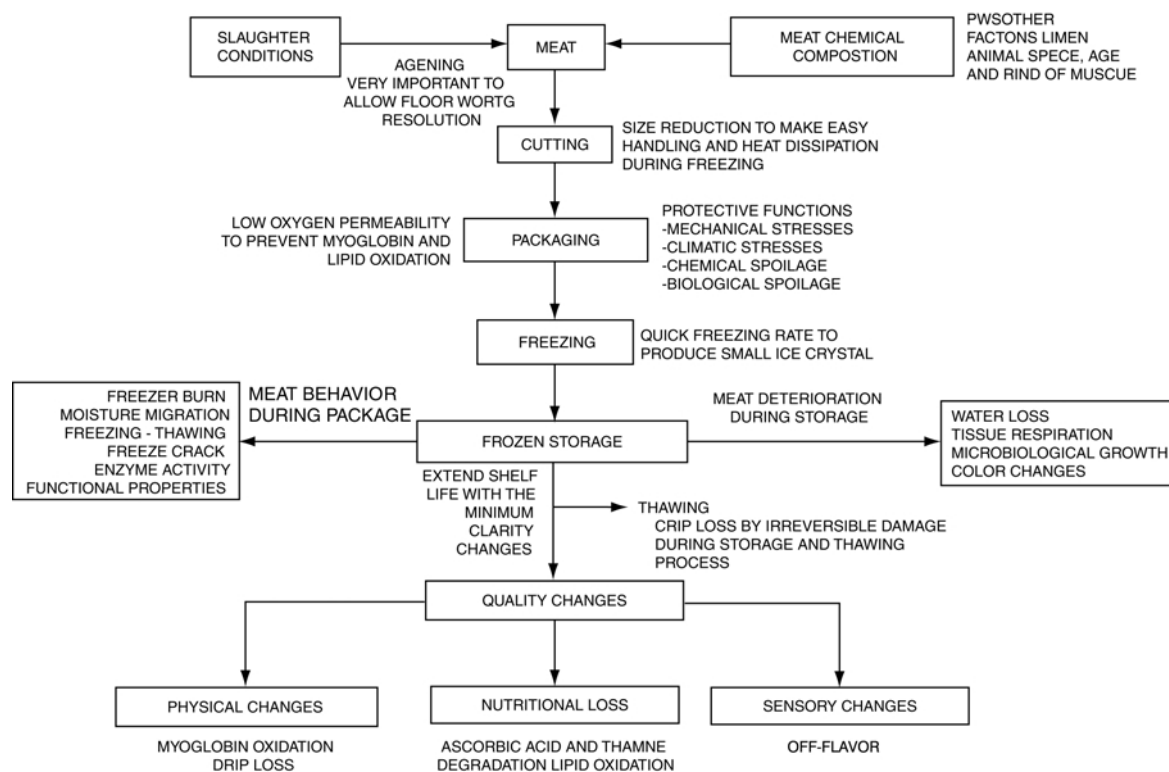 SLAUGHTER
CONDITIONS
MEAT
MEAT CHEMICAL
COMPOSTION
PWSOTHER
FACTONS LIMEN
ANIMAL SPECE, AGE
AND RIND OF MUSCUE
AGENING
VERY IMPORTANT TO
ALLOW FLOOR WORTG
RESOLUTION
CUTTING
SIZE REDUCTION TO MAKE EASY
HANDLING AND HEAT DISSIPATION
DURING FREEZING
LOW OXYGEN PERMEABILITY
TO PREVENT MYOGLOBIN AND
LIPID OXIDATION
PACKAGING
PROTECTIVE FUNCTIONS
-MECHANICAL STRESSES
-CLIMATIC STRESSES
-CHEMICAL SPOILAGE
-BIOLOGICAL SPOILAGE
FREEZING
QUICK FREEZING RATE TO
PRODUCE SMALL ICE CRYSTAL
FREEZER BURN
MOISTURE MIGRATION
FREEZING - THAWING
FREEZE CRACK
ENZYME ACTIVITY
FUNCTIONAL PROPERTIES
MEAT BEHAVIOR
DURING PACKAGE
FROZEN STORAGE
MEAT DETERIORATION
DURING STORAGE
WATER LOSS
TISSUE RESPIRATION
MICROBIOLOGICAL GROWTH
COLOR CHANGES
EXTEND SHELF
LIFE WITH THE
MINIMUM
CLARITY
CHANGES
THAWING
CRIP LOSS BY IRREVERSIBLE DAMAGE
DURING STORAGE AND THAWING
PROCESS
QUALITY CHANGES
PHYSICAL CHANGES
NUTRITIONAL LOSS
SENSORY CHANGES
MYOGLOBIN OXIDATION
DRIP LOSS
ASCORBIC ACID AND THAMNE
DEGRADATION LIPID OXIDATION
OFF-FLAVOR